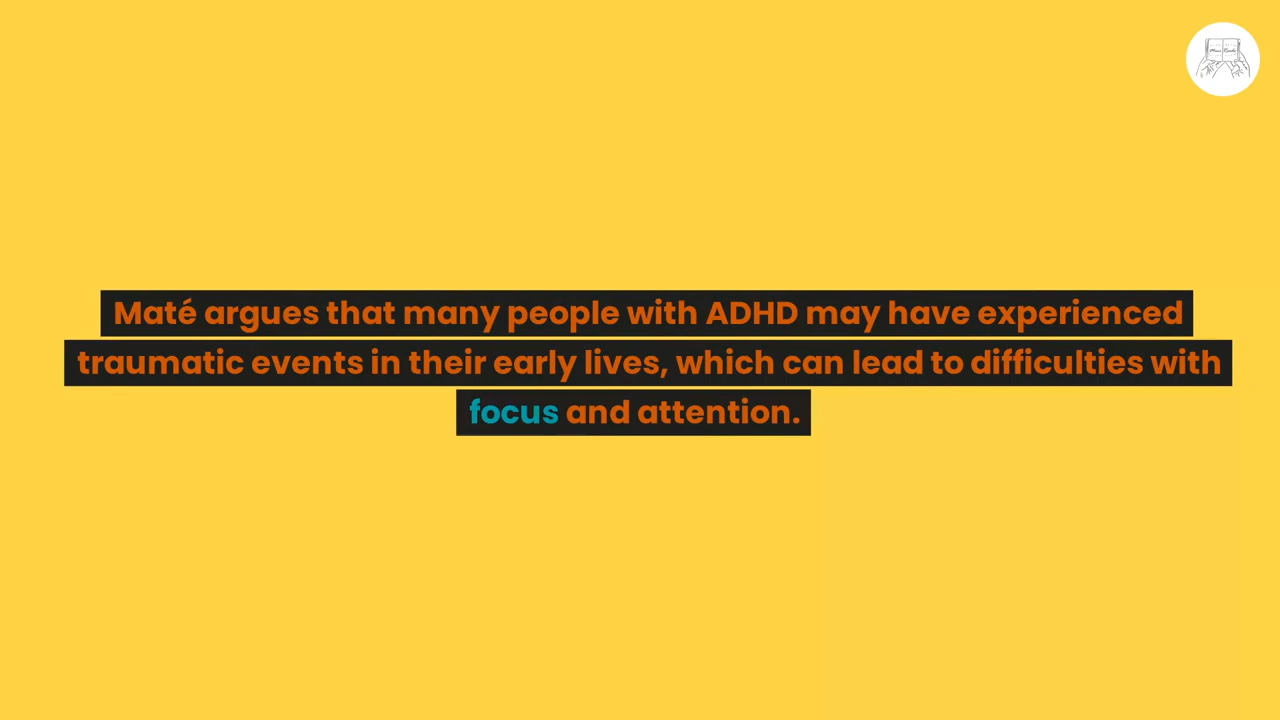 Maté argues that many people with ADHD may have experienced
traumatic events in their early lives, which can lead to difficulties with
focus and attention.